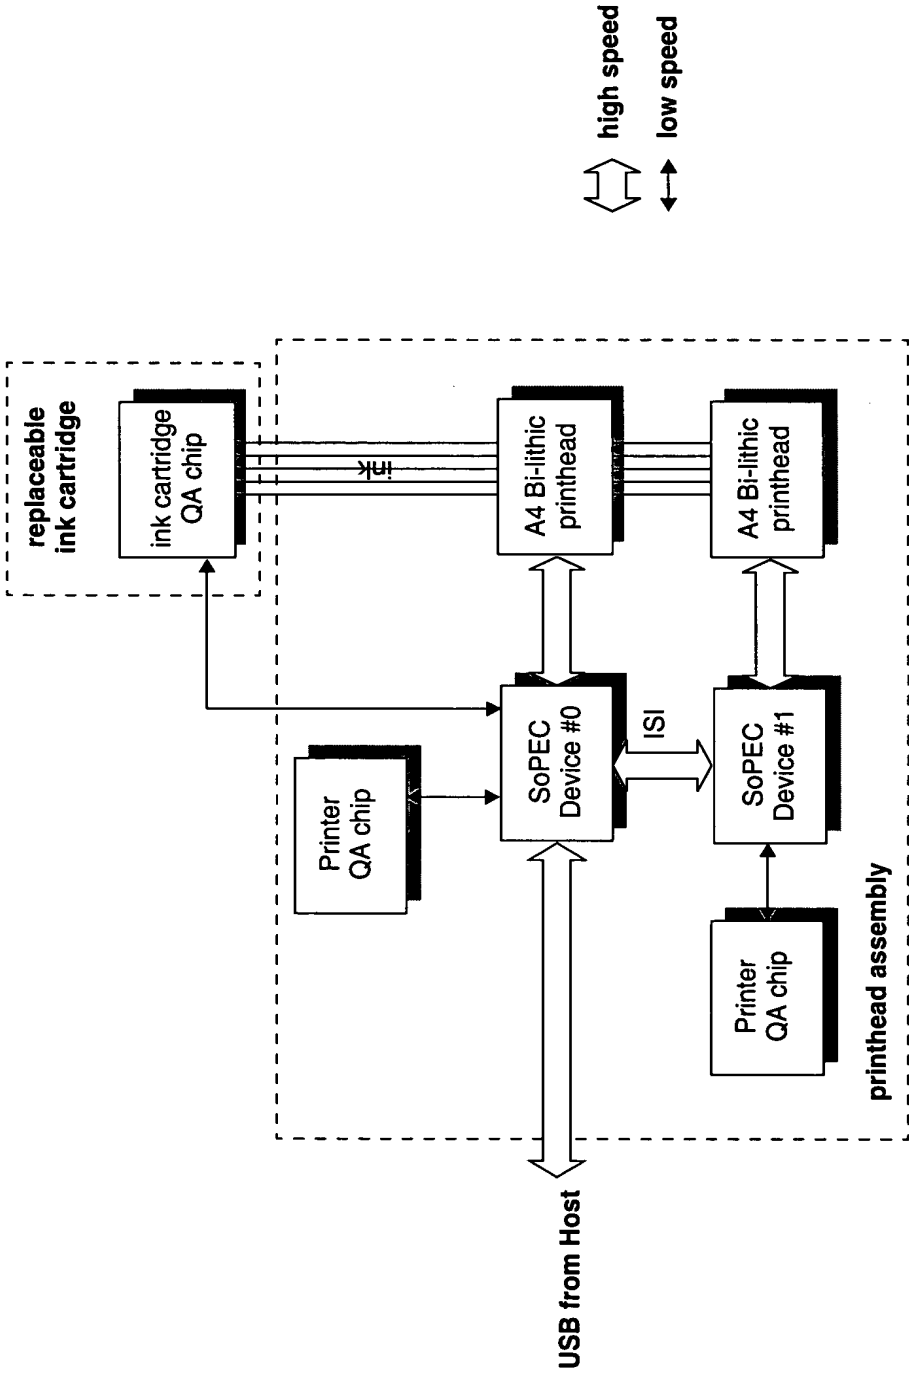 replaceable
ink cartridge
ink cartridge
QA chip
ink
Printer
QA chip
SoPEC
Device #0
A4 Bi-lithic
printhead
ISI
USB from Host
Printer
QA chip
SoPEC
Device #1
A4 Bi-lithic
printhead
printhead assembly
high speed
low speed